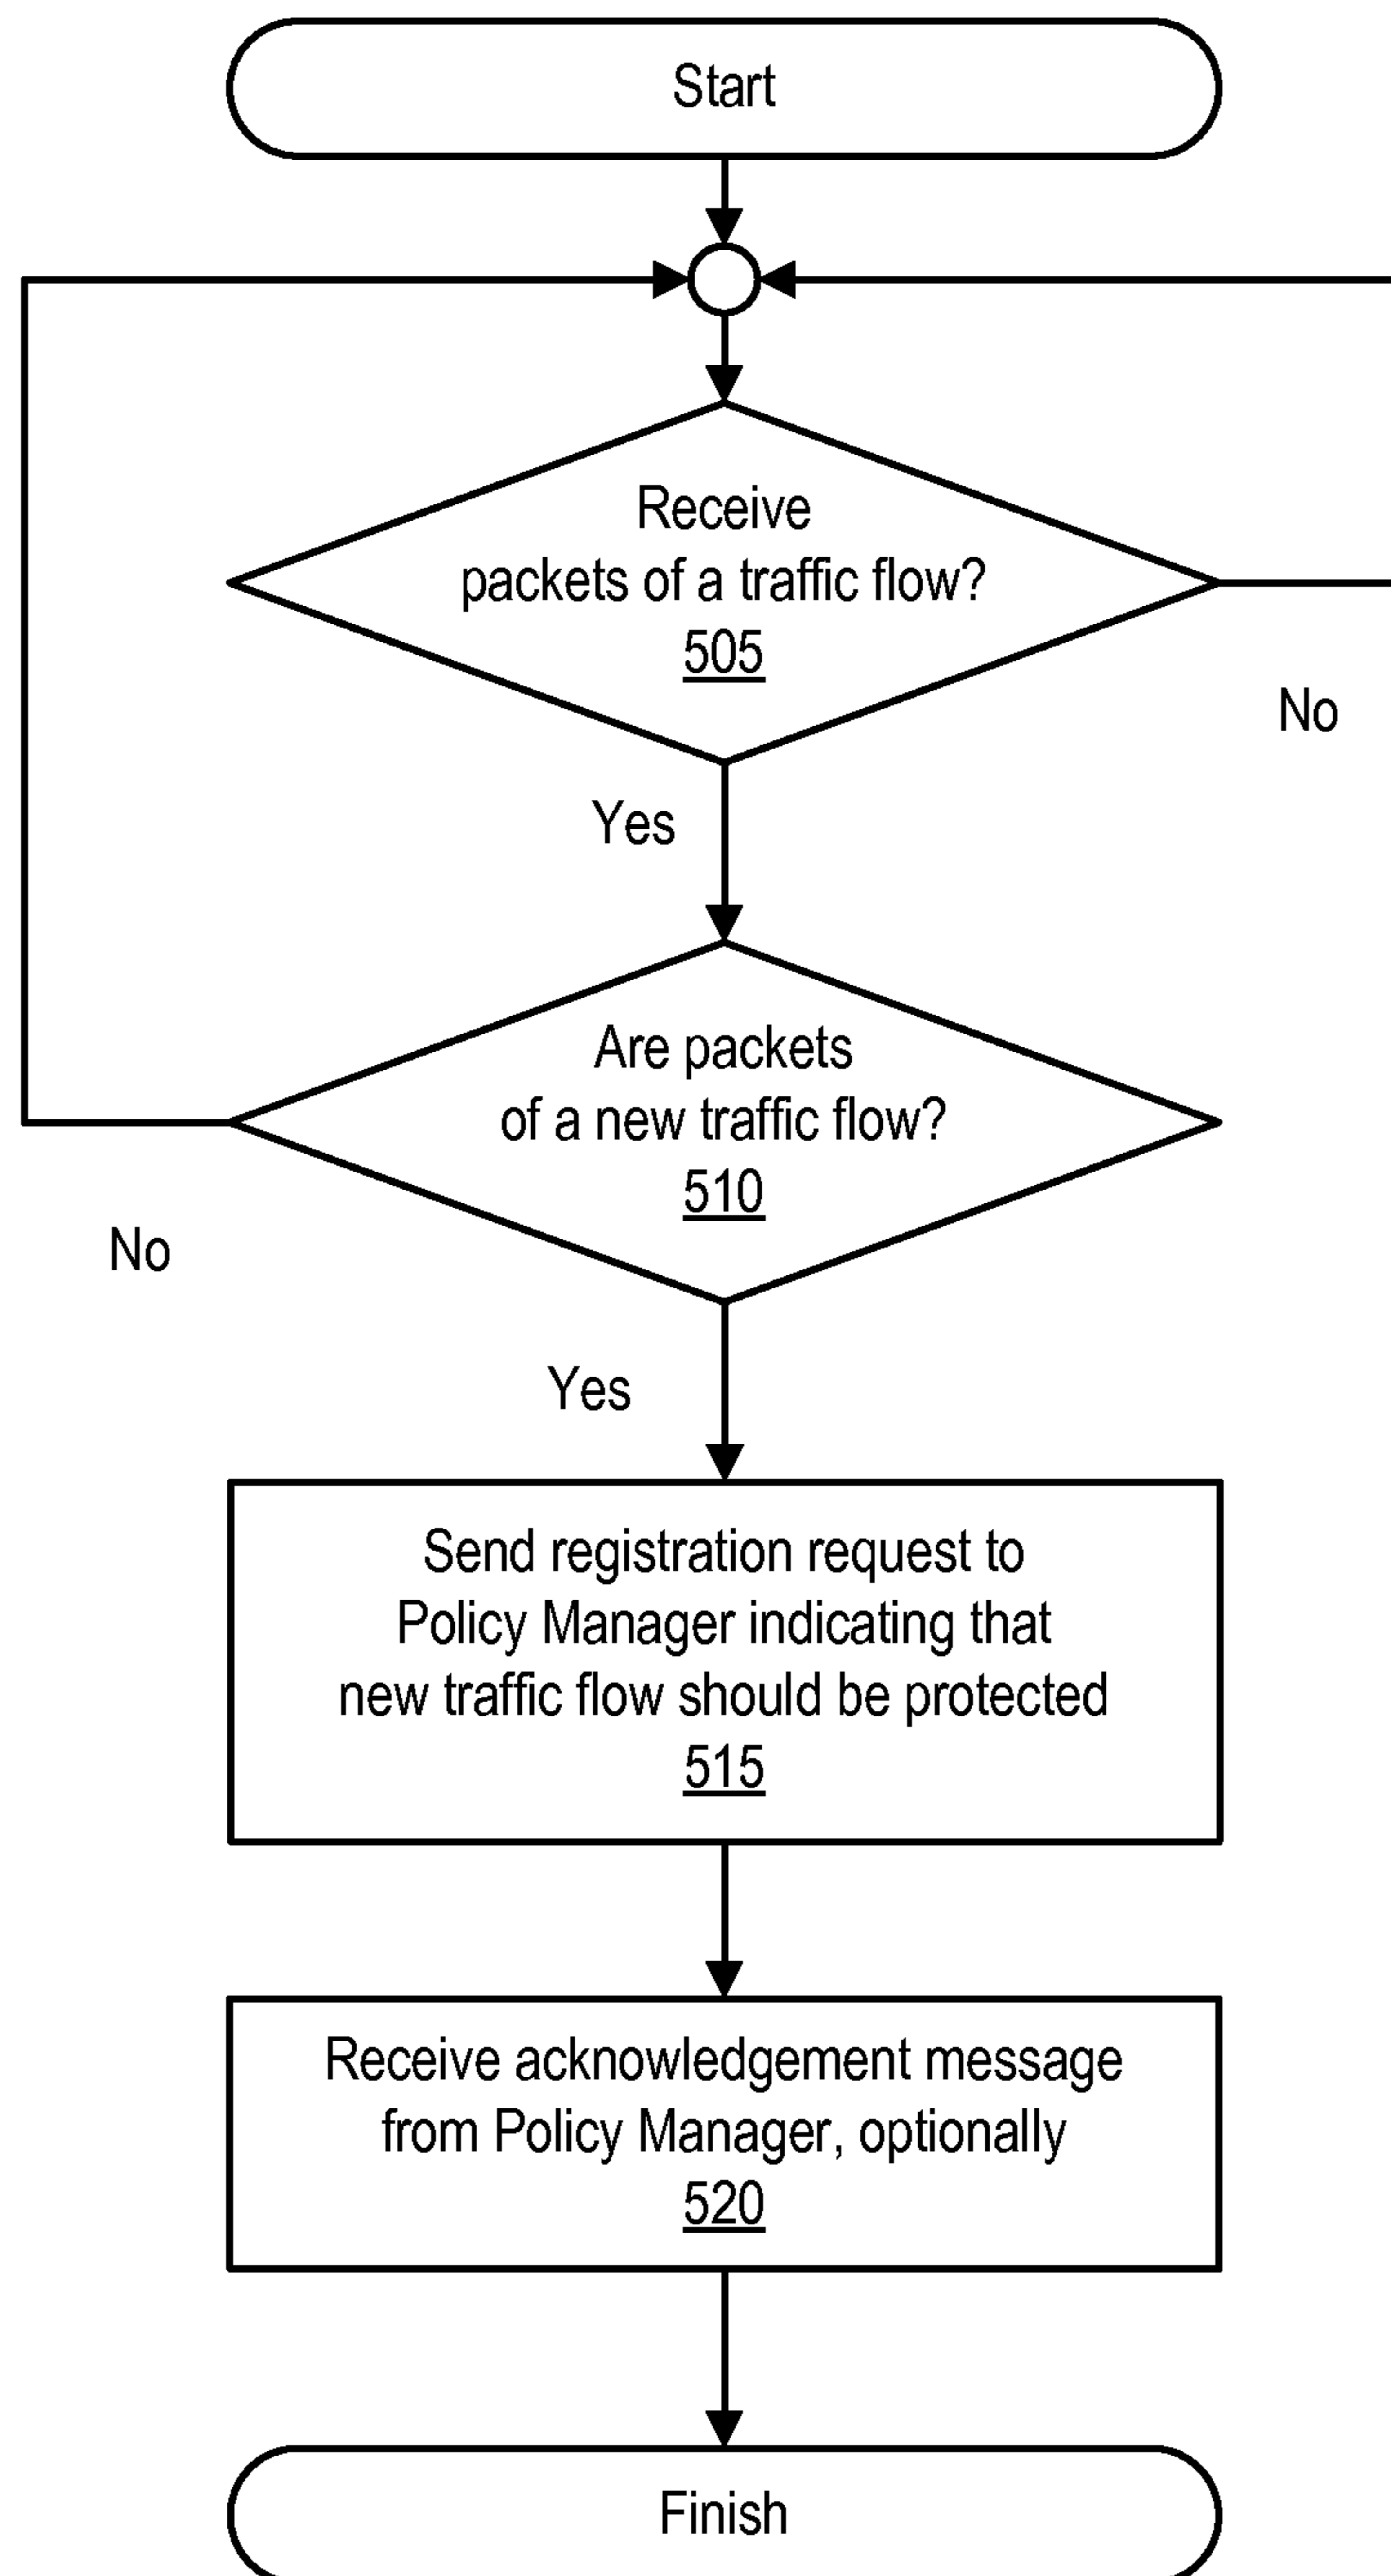 Start
Receive
packets of a traffic flow?
505
No
Yes
Are packets
of a new traffic flow?
510
No
Yes
Send registration request to
Policy Manager indicating that
new traffic flow should be protected
515
Receive acknowledgement message
from Policy Manager, optionally
520
Finish